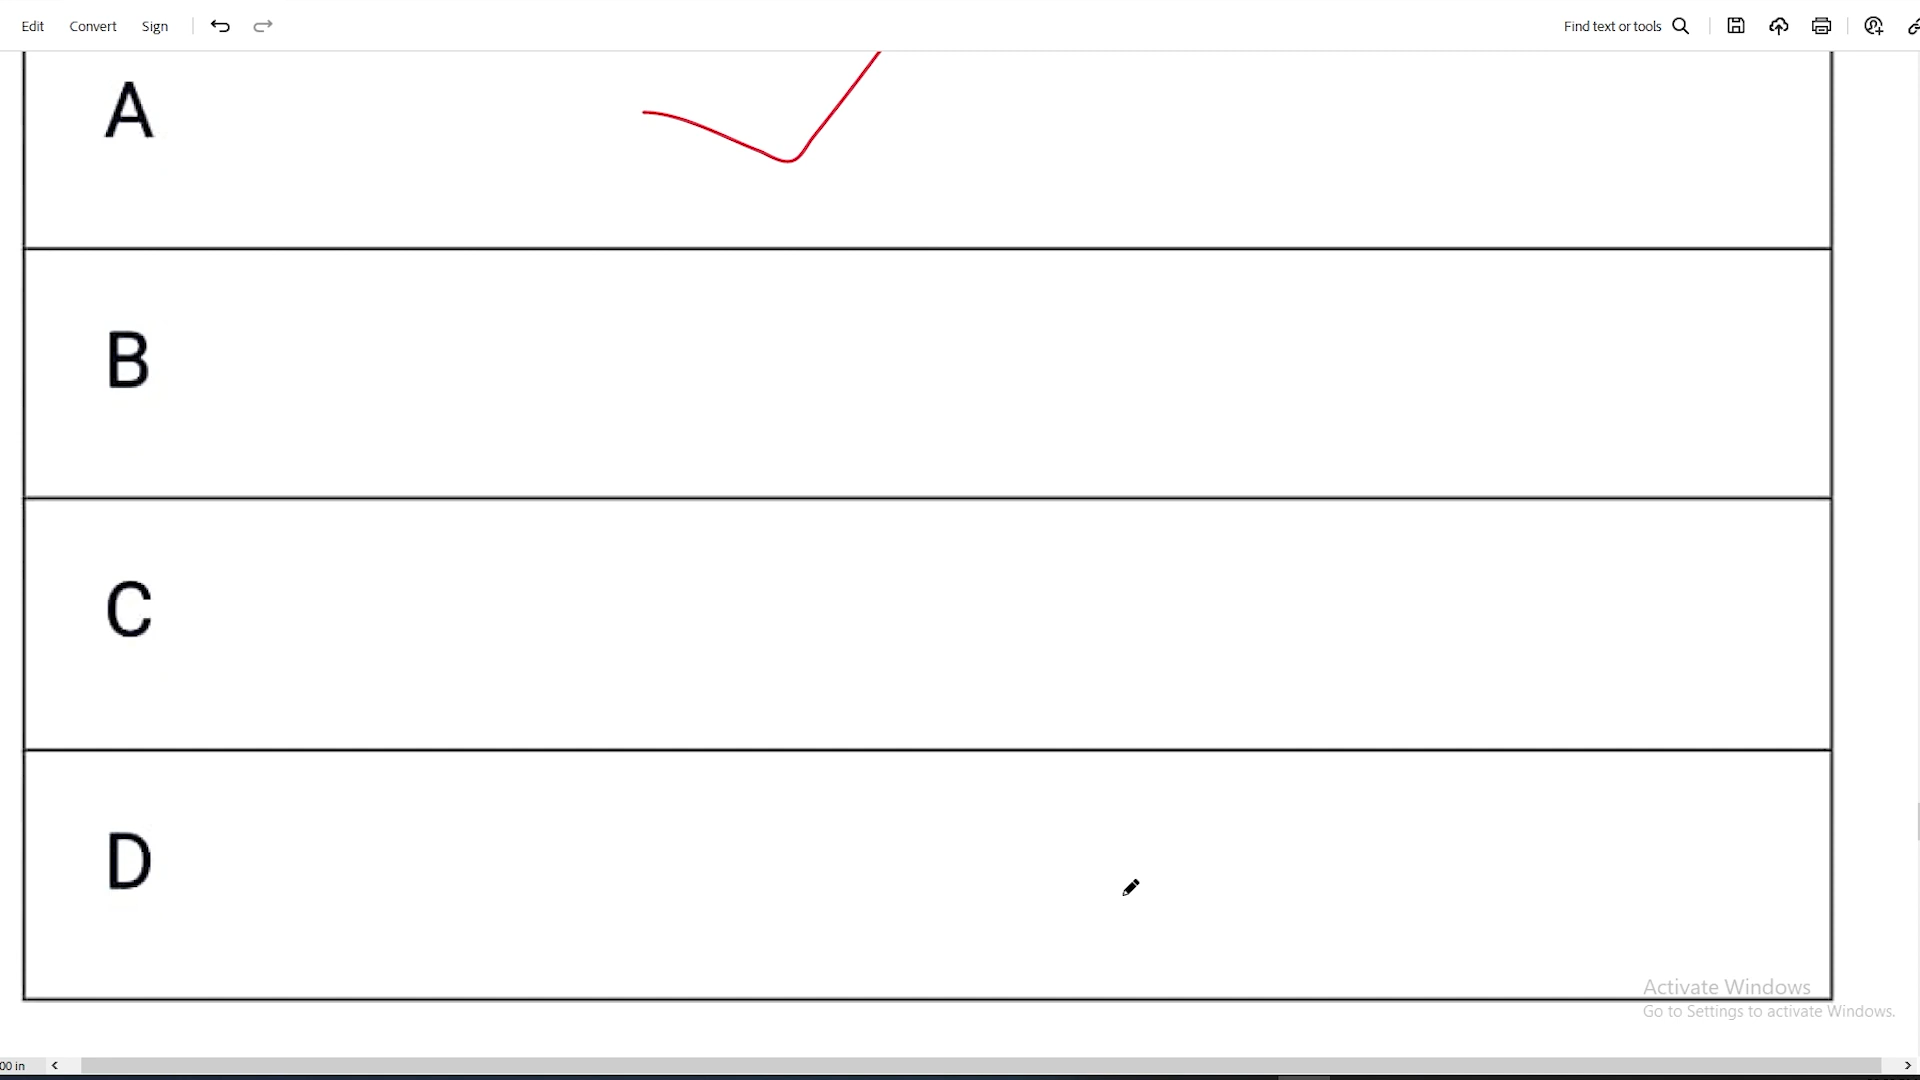 Edit Convert Sign Find text or tools
A
B
C
D
Activate Windows
Go to Settings to activate Windows.
00 in